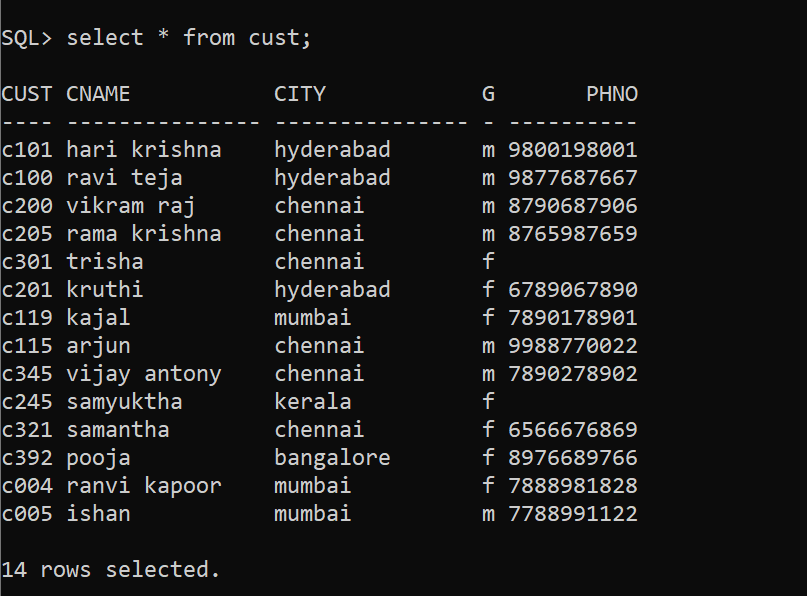 SQL> select * from cust;
CUST CNAME           CITY            G       PHNO
---- --------------- --------------- - ----------
c101 hari krishna    hyderabad       m 9800198001
c100 ravi teja       hyderabad       m 9877687667
c200 vikram raj      chennai         m 8790687906
c205 rama krishna    chennai         m 8765987659
c301 trisha          chennai         f
c201 kruthi          hyderabad       f 6789067890
c119 kajal           mumbai          f 7890178901
c115 arjun           chennai         m 9988770022
c345 vijay antony    chennai         m 7890278902
c245 samyuktha       kerala          f
c321 samantha        chennai         f 6566676869
c392 pooja           bangalore       f 8976689766
c004 ranvi kapoor    mumbai          f 7888981828
c005 ishan           mumbai          m 7788991122
14 rows selected.